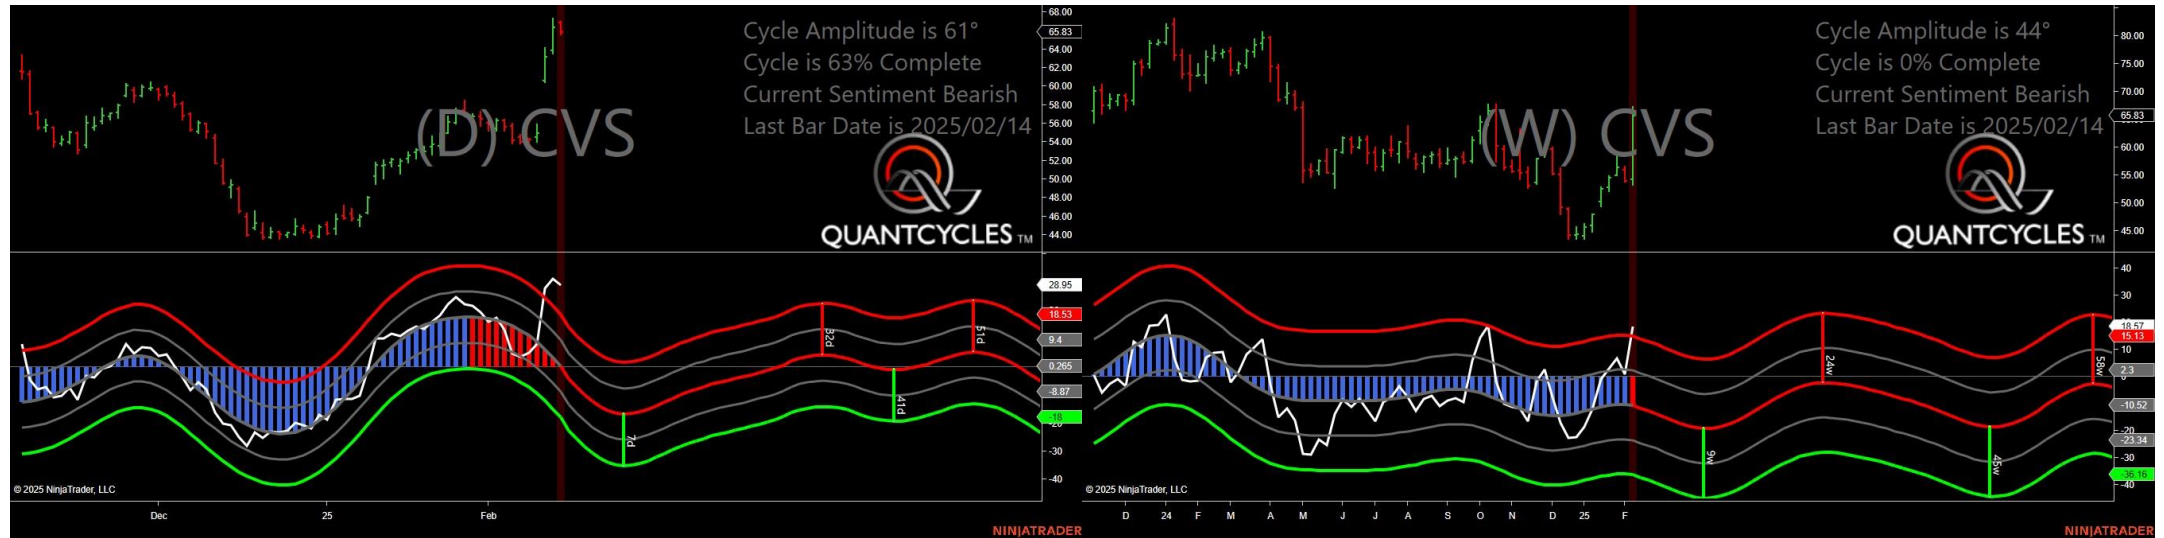 Cycle Amplitude is 61°
Cycle is 63% Complete
Current Sentiment Bearish
Last Bar Date is 2025/02/14
(D) CVS
QUANTCYCLES TM
68.00
65.83
64.00
62.00
60.00
58.00
56.00
54.00
52.00
50.00
48.00
46.00
44.00
28.95
18.53
9.4
0.265
-8.87
-18
-30
-40
7d
32d
41d
51d
© 2025 NinjaTrader, LLC
Dec
25
Feb
NINJATRADER
Cycle Amplitude is 44°
Cycle is 0% Complete
Current Sentiment Bearish
Last Bar Date is 2025/02/14
(W) CVS
QUANTCYCLES TM
80.00
75.00
70.00
65.83
60.00
55.00
50.00
45.00
40
30
18.57
15.13
10
2.3
-10.52
-20
-23.34
-30
-36.16
-40
9w
24w
45w
58w
© 2025 NinjaTrader, LLC
D 24 F M A M J J A S O N D 25 F
NINJATRADER